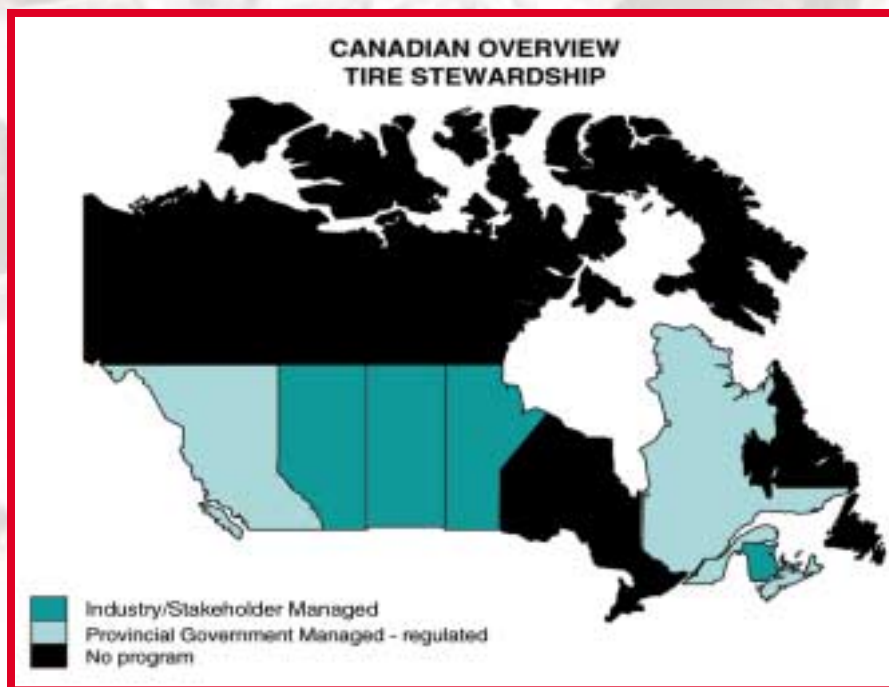 CANADIAN OVERVIEW
TIRE STEWARDSHIP
Industry/Stakeholder Managed
Provincial Government Managed - regulated
No program